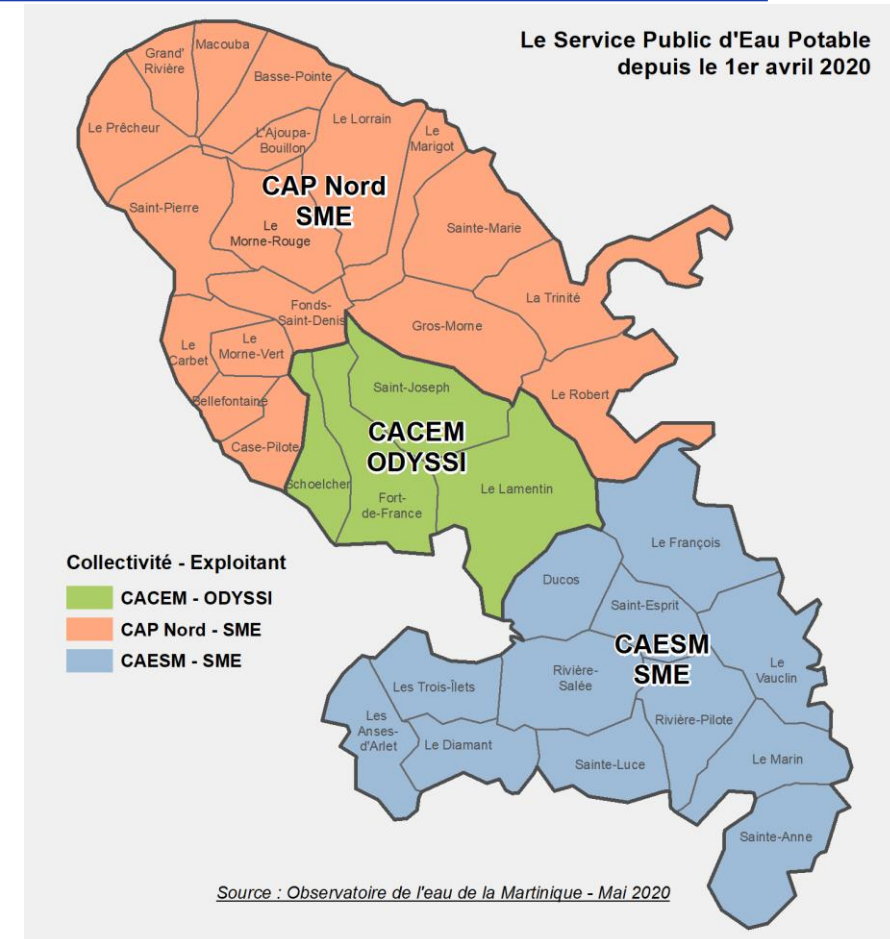 Le Service Public d'Eau Potable
depuis le 1er avril 2020
Grand'
Rivière
Macouba
Basse-Pointe
Le Prêcheur
L'Ajoupa-
Bouillon
Le Lorrain
Le
Marigot
CAP Nord
SME
Saint-Pierre
Le
Morne-Rouge
Sainte-Marie
La Trinité
Fonds-
Saint-Denis
Gros-Morne
Le
Carbet
Le
Morne-Vert
Bellefontaine
Case-Pilote
Saint-Joseph
Le Robert
CACEM
ODYSSI
Schoelcher
Fort-
de-France
Le Lamentin
Le François
Collectivité - Exploitant
CACEM - ODYSSI
CAP Nord - SME
CAESM - SME
Ducos
Saint-Esprit
CAESM
SME
Le
Vauclin
Les Trois-Îlets
Rivière-
Salée
Les
Anses-
d'Arlet
Le Diamant
Rivière-Pilote
Sainte-Luce
Le Marin
Sainte-Anne
Source : Observatoire de l'eau de la Martinique - Mai 2020